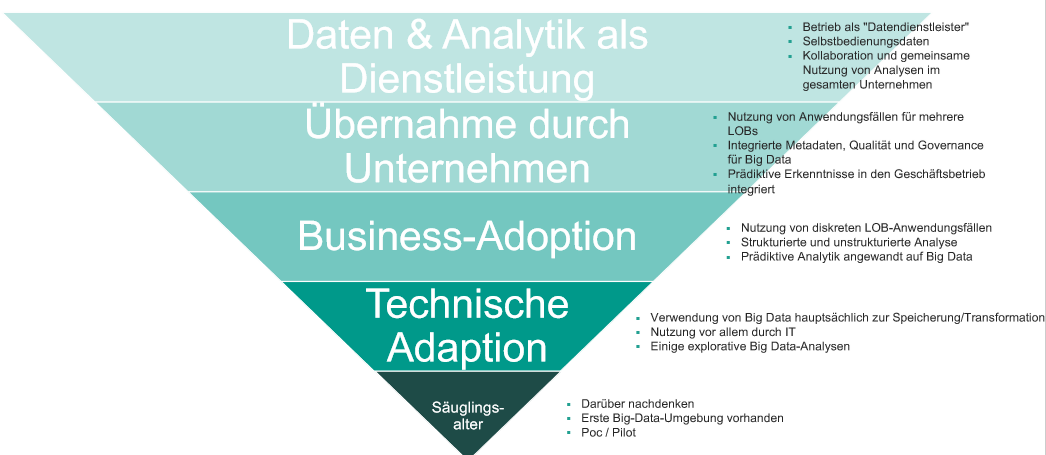 Daten & Analytik als
Dienstleistung
Betrieb als "Datendienstleister"
Selbstbedienungsdaten
Kollaboration und gemeinsame
Nutzung von Analysen im
gesamten Unternehmen
Übernahme durch
Unternehmen
Nutzung von Anwendungsfällen für mehrere
LOBs
Integrierte Metadaten, Qualität und Governance
für Big Data
Prädiktive Erkenntnisse in den Geschäftsbetrieb
integriert
Business-Adoption
Nutzung von diskreten LOB-Anwendungsfällen
Strukturierte und unstrukturierte Analyse
Prädiktive Analytik angewandt auf Big Data
Technische
Adaption
Verwendung von Big Data hauptsächlich zur Speicherung/Transformation
Nutzung vor allem durch IT
Einige explorative Big Data-Analysen
Säuglings-
alter
Darüber nachdenken
Erste Big-Data-Umgebung vorhanden
Poc / Pilot